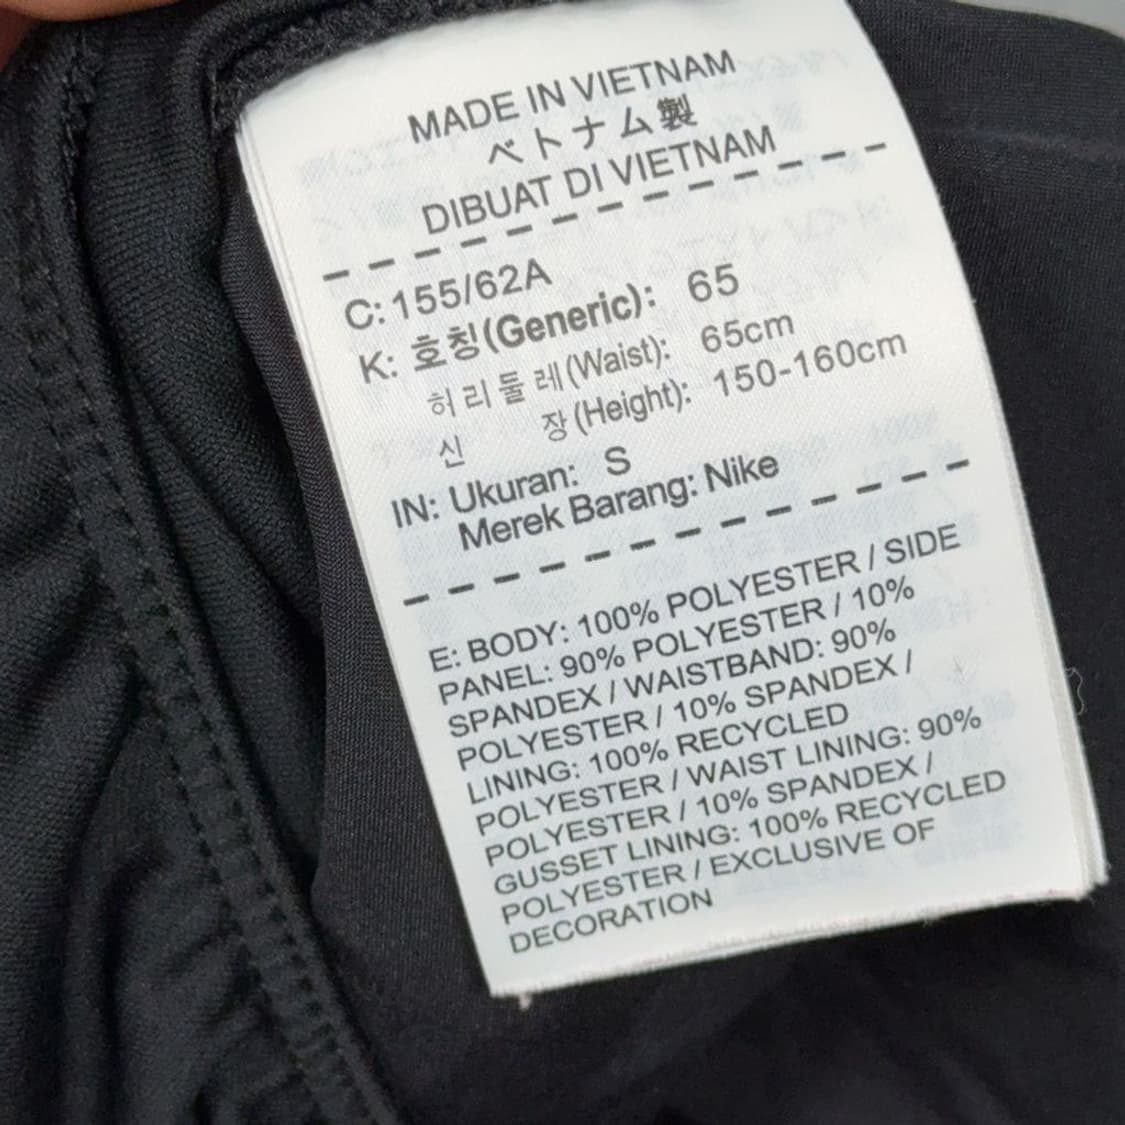 MADE IN VIETNAM
ベトナム製
DIBUAT DI VIETNAM
C: 155/62A
K: 호칭(Generic): 65
허리둘레(Waist): 65cm
신 장(Height): 150-160cm
IN: Ukuran: S
Merek Barang: Nike
E: BODY: 100% POLYESTER / SIDE
PANEL: 90% POLYESTER / 10%
SPANDEX / WAISTBAND: 90%
POLYESTER / 10% SPANDEX /
LINING: 100% RECYCLED
POLYESTER / WAIST LINING: 90%
POLYESTER / 10% SPANDEX /
GUSSET LINING: 100% RECYCLED
POLYESTER / EXCLUSIVE OF
DECORATION